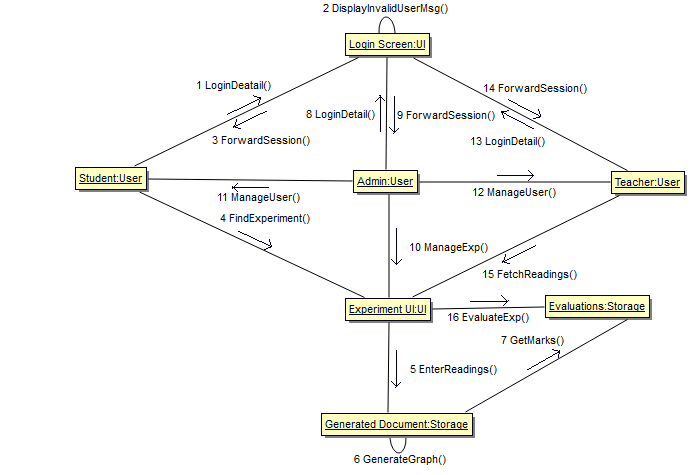 2 DisplayInvalidUserMsg()
Login Screen:UI
1 LoginDeatail()
14 ForwardSession()
8 LoginDetail()
9 ForwardSession()
3 ForwardSession()
13 LoginDetail()
Student:User
Admin:User
Teacher:User
11 ManageUser()
12 ManageUser()
4 FindExperiment()
10 ManageExp()
15 FetchReadings()
Experiment UI:UI
Evaluations:Storage
16 EvaluateExp()
7 GetMarks()
5 EnterReadings()
Generated Document:Storage
6 GenerateGraph()